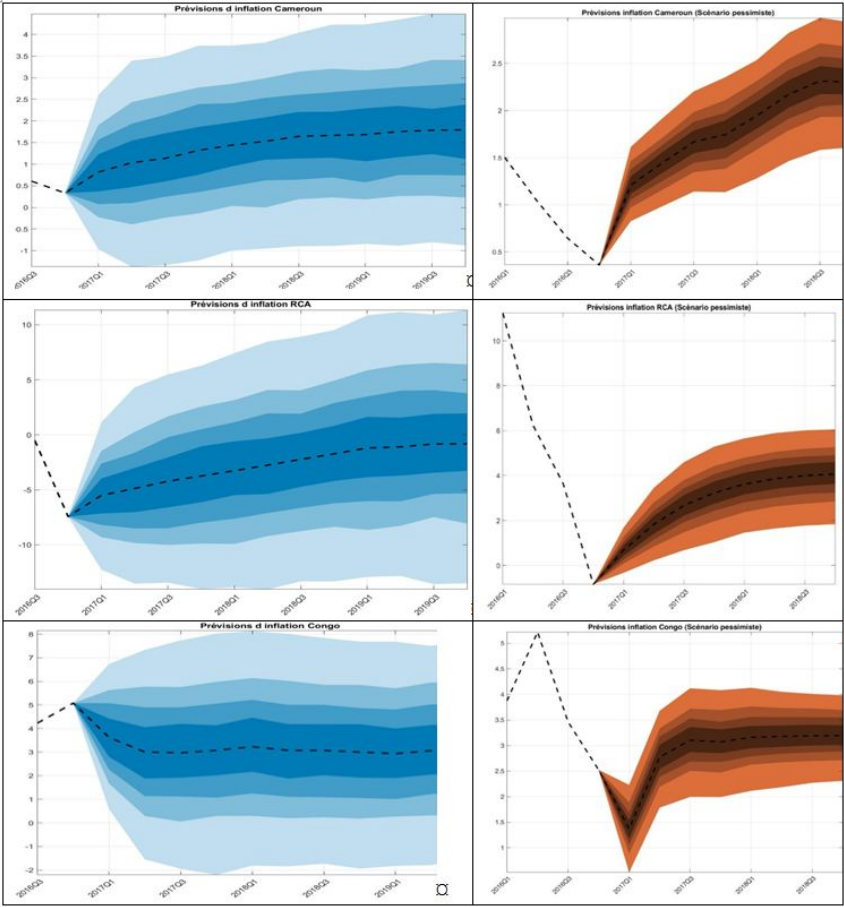 Prévisions d inflation Cameroun
4
3.5
3
2.5
2
1.5
1
0.5
0
-0.5
-1
2016Q3
2017Q1
2017Q3
2018Q1
2018Q3
2019Q1
2019Q3
¤
Prévisions inflation Cameroun (Scénario pessimiste)
2.5
2
1.5
1
0.5
2016Q1
2016Q3
2017Q1
2017Q3
2018Q1
2018Q3
Prévisions d inflation RCA
10
5
0
-5
-10
2016Q3
2017Q1
2017Q3
2018Q1
2018Q3
2019Q1
2019Q3
Prévisions inflation RCA (Scénario pessimiste)
10
8
6
4
2
0
2016Q1
2016Q3
2017Q1
2017Q3
2018Q1
2018Q3
Prévisions d inflation Congo
8
7
6
5
4
3
2
1
0
-1
-2
2016Q3
2017Q1
2017Q3
2018Q1
2018Q3
2019Q1
¤
Prévisions inflation Congo (Scénario pessimiste)
5
4.5
4
3.5
3
2.5
2
1.5
1
2016Q1
2016Q3
2017Q1
2017Q3
2018Q1
2018Q3